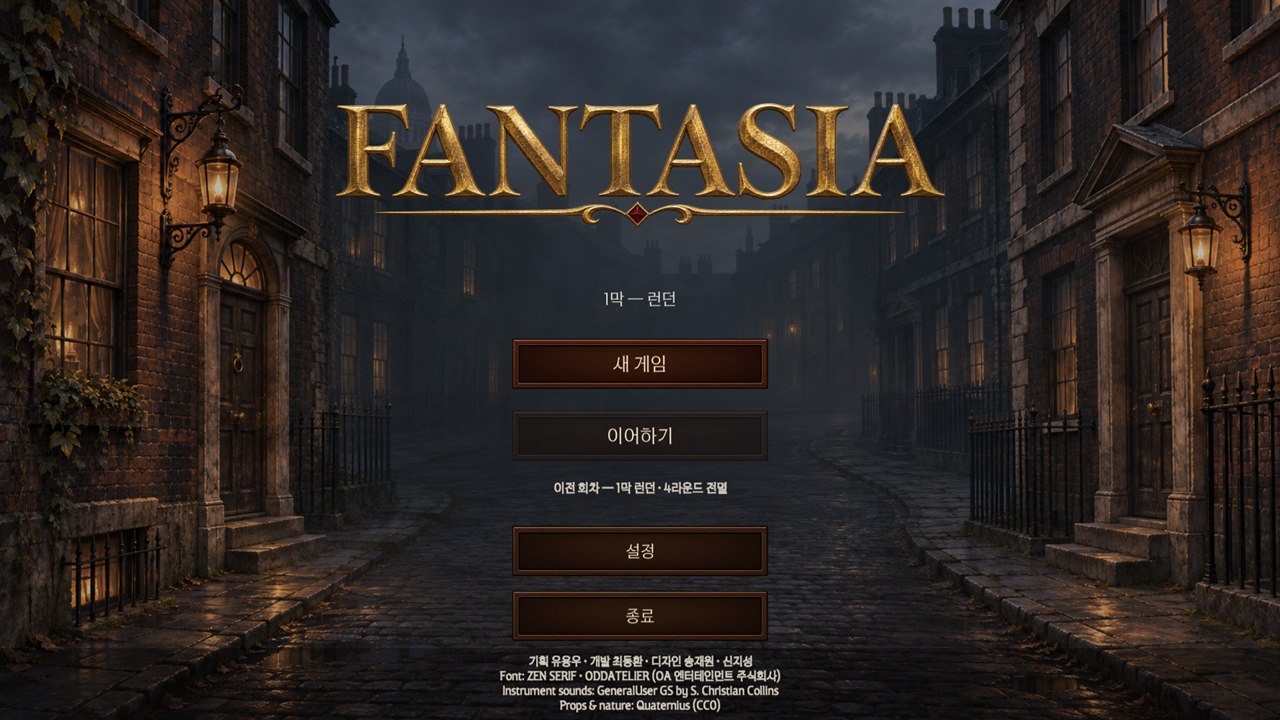 FANTASIA
1막 — 런던
새 게임
이어하기
이전 회차 — 1막 런던 · 4라운드 전멸
설정
종료
기획 유용우 · 개발 최동환 · 디자인 송재원 · 신지성
Font: ZEN SERIF · ODDATELIER (OA 엔터테인먼트 주식회사)
Instrument sounds: GeneralUser GS by S. Christian Collins
Props & nature: Quaternius (CC0)